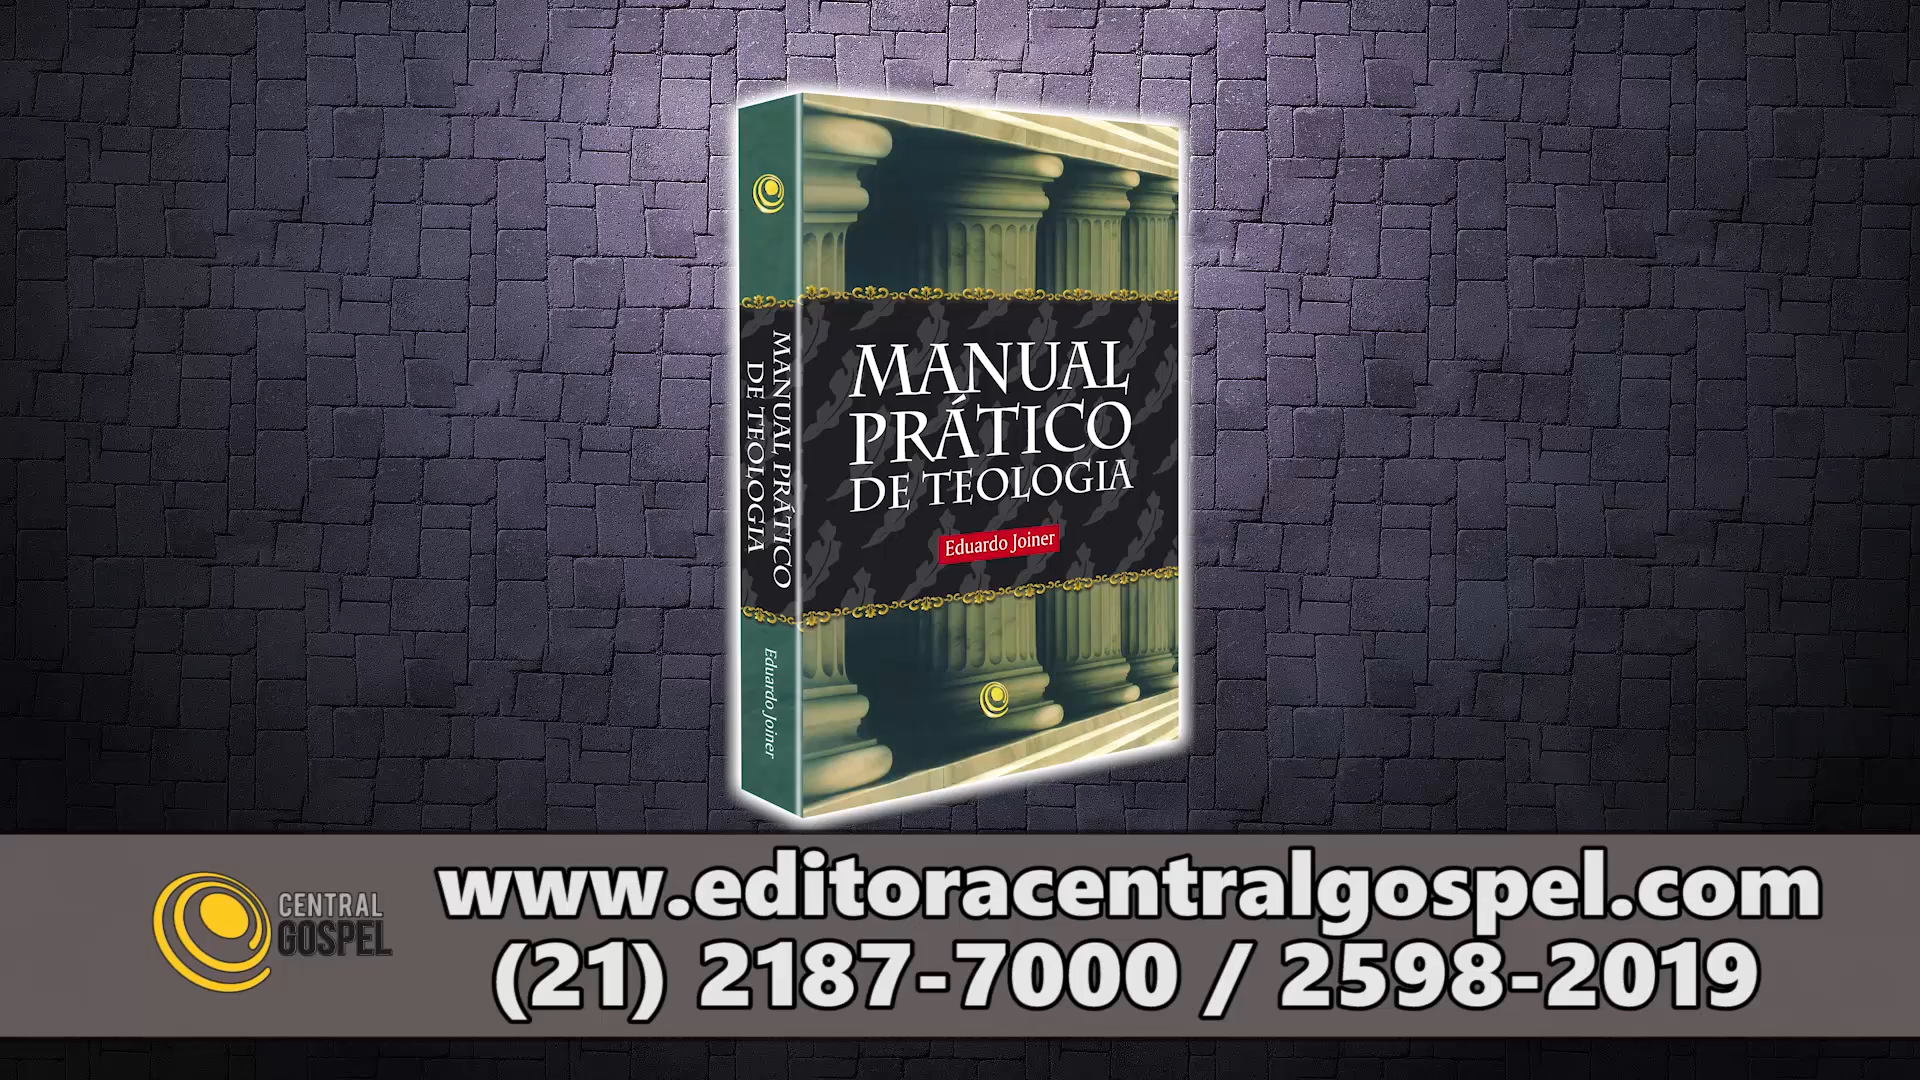 MANUAL PRÁTICO
DE TEOLOGIA
Eduardo Joiner
MANUAL
PRÁTICO
DE TEOLOGIA
Eduardo Joiner
CENTRAL
GOSPEL
www.editoracentralgospel.com
(21) 2187-7000 / 2598-2019